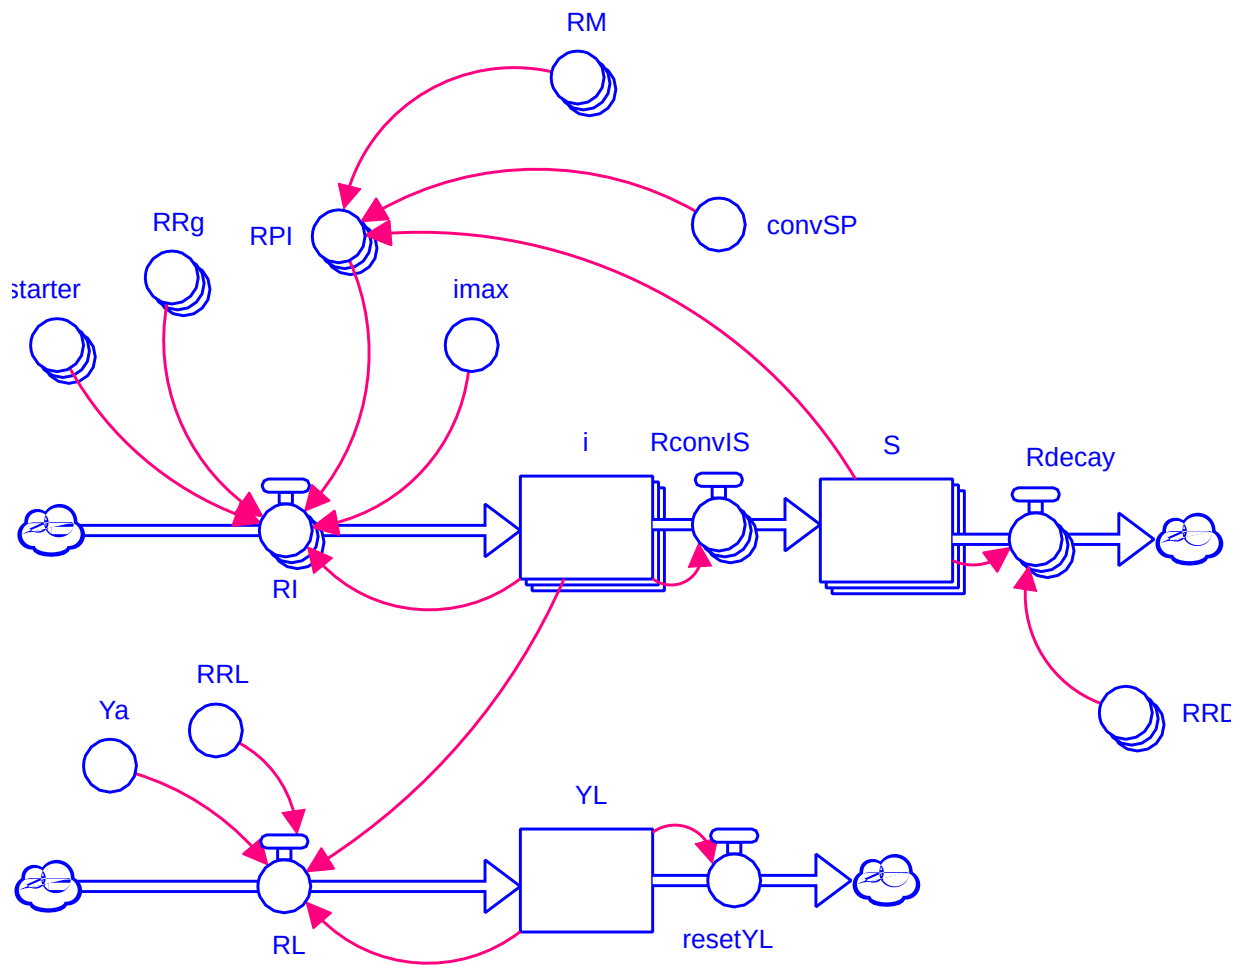 RM
RRg
RPI
convSP
starter
imax
i
RconvIS
S
Rdecay
RI
RRL
Ya
RRD
YL
RL
resetYL